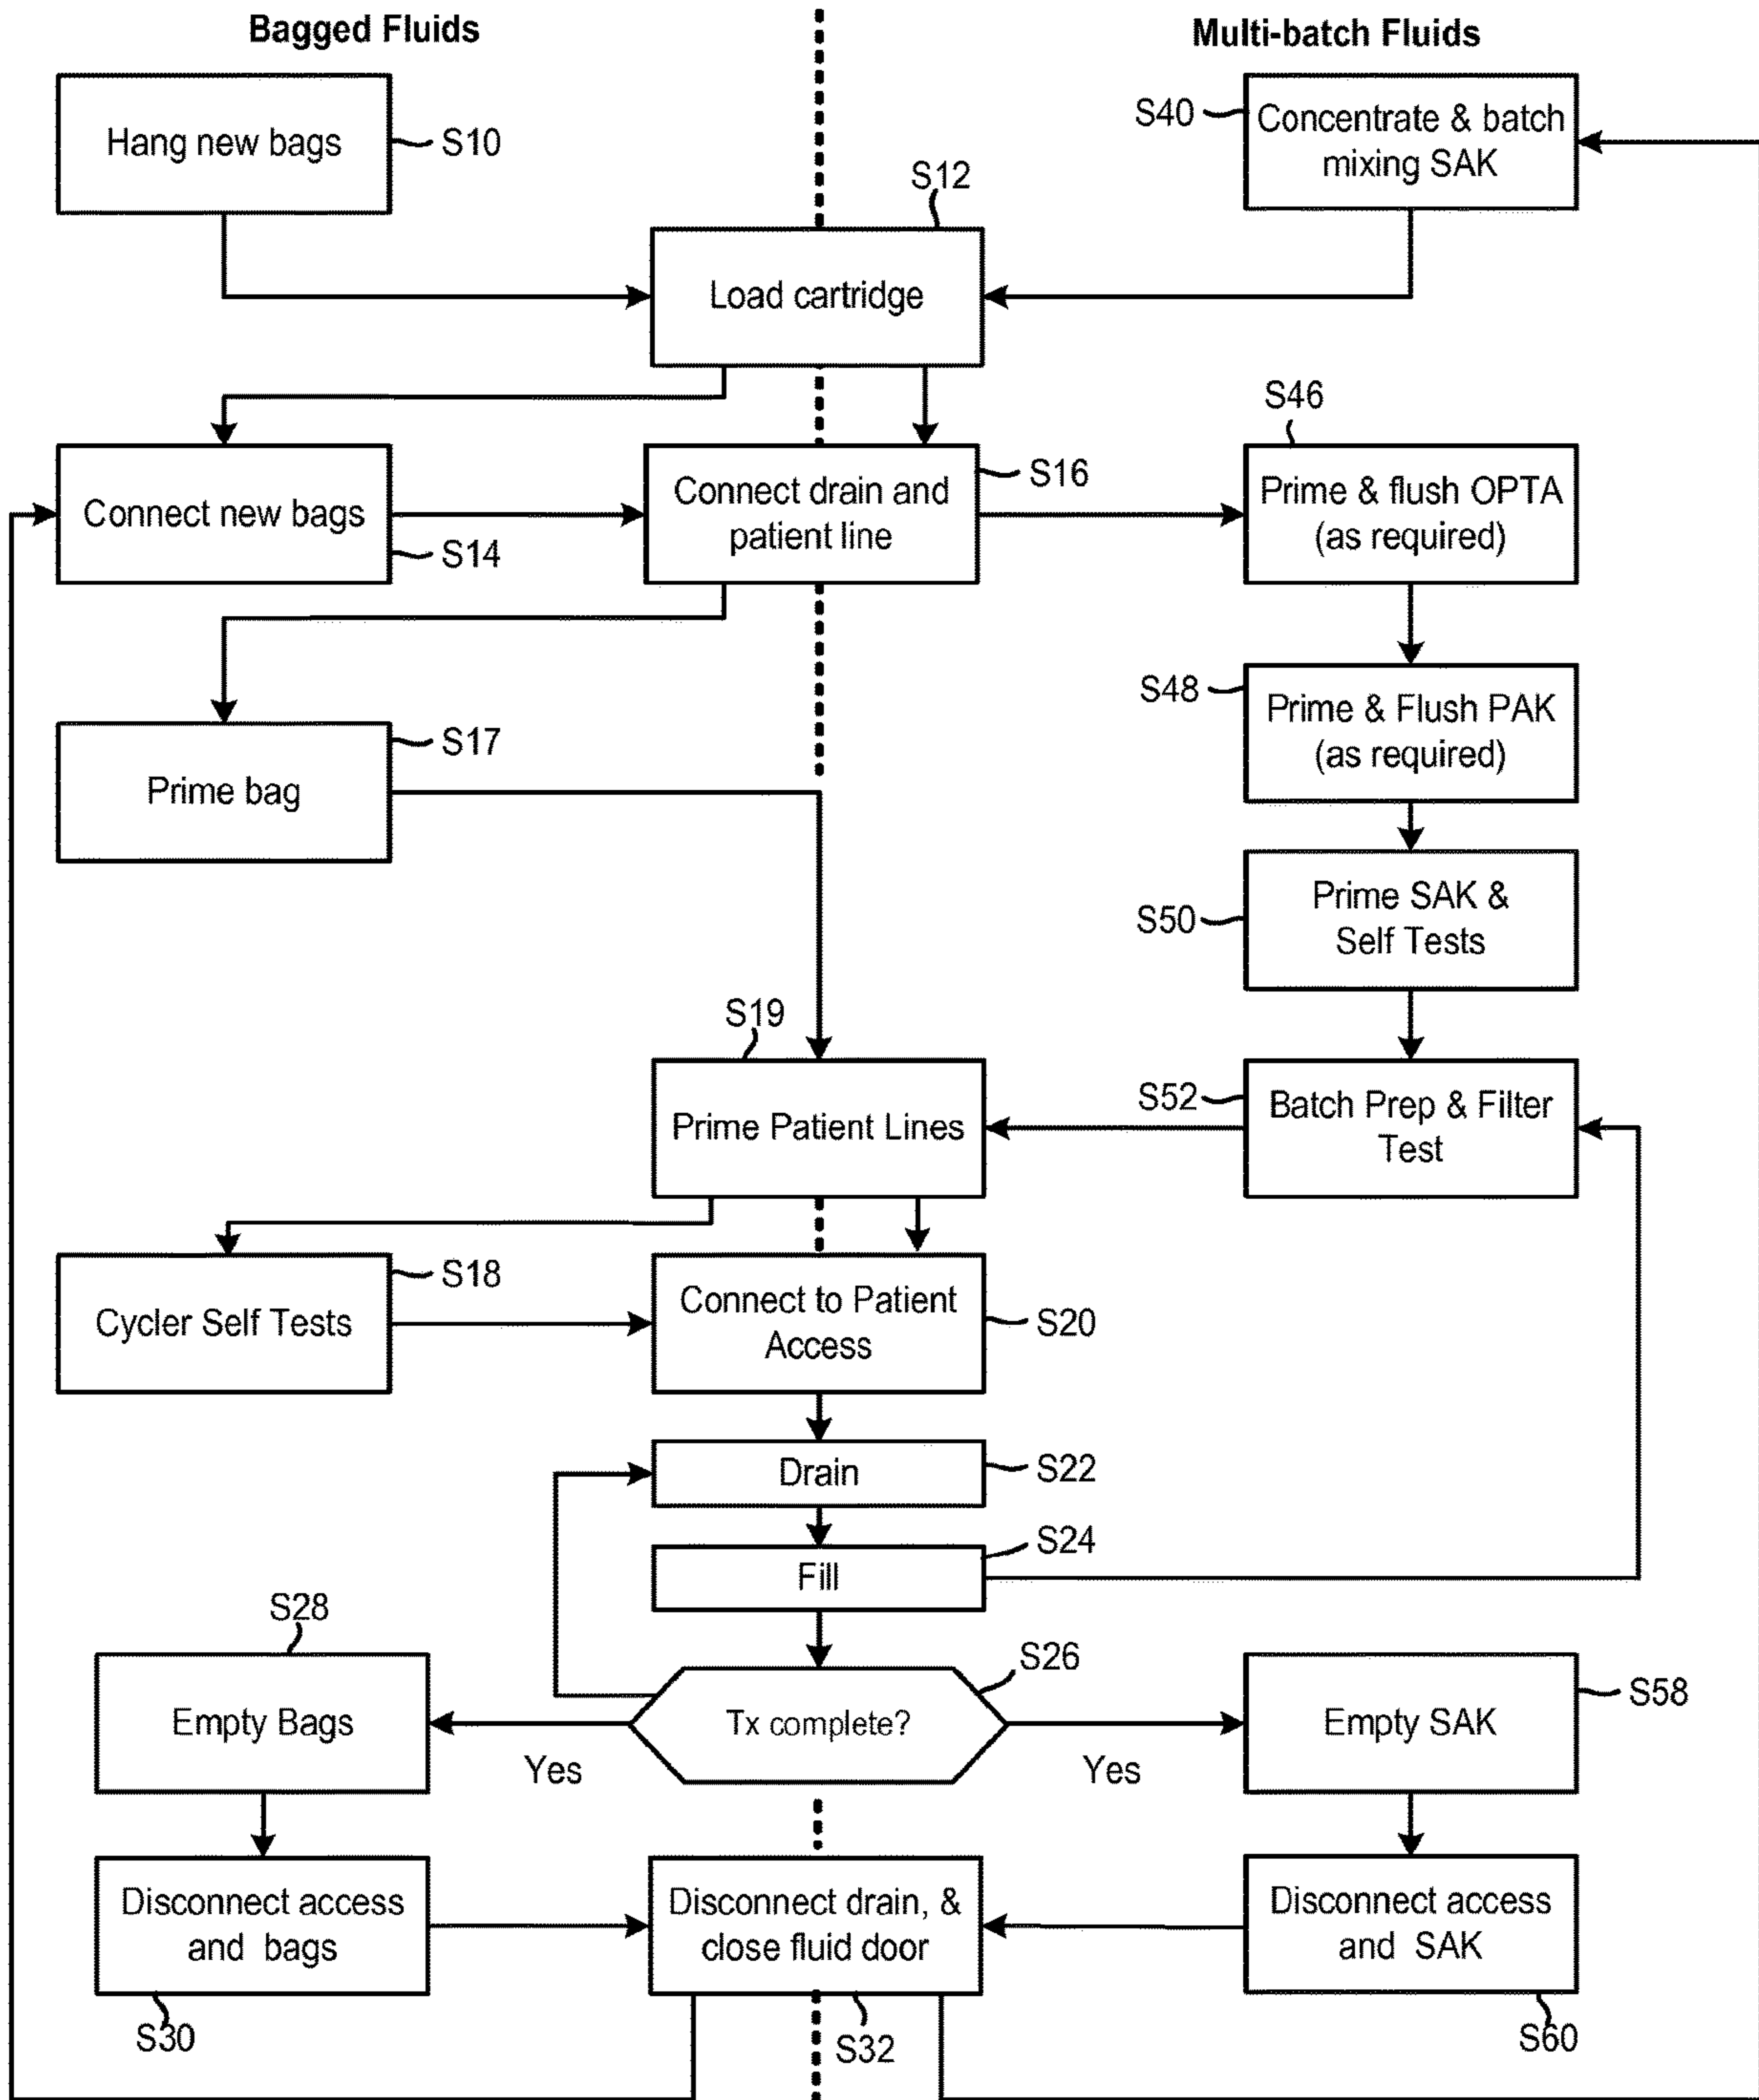 Bagged Fluids
Multi-batch Fluids
Hang new bags
S10
S40
Concentrate & batch
mixing SAK
S12
Load cartridge
S46
Connect new bags
S14
Connect drain and
patient line
S16
Prime & flush OPTA
(as required)
S48
Prime & Flush PAK
(as required)
S17
Prime bag
S50
Prime SAK &
Self Tests
S19
Prime Patient Lines
S52
Batch Prep & Filter
Test
S18
Cycler Self Tests
Connect to Patient
Access
S20
Drain
S22
Fill
S24
S28
Empty Bags
Yes
Tx complete?
S26
Yes
Empty SAK
S58
Disconnect access
and bags
S30
Disconnect drain, &
close fluid door
S32
Disconnect access
and SAK
S60